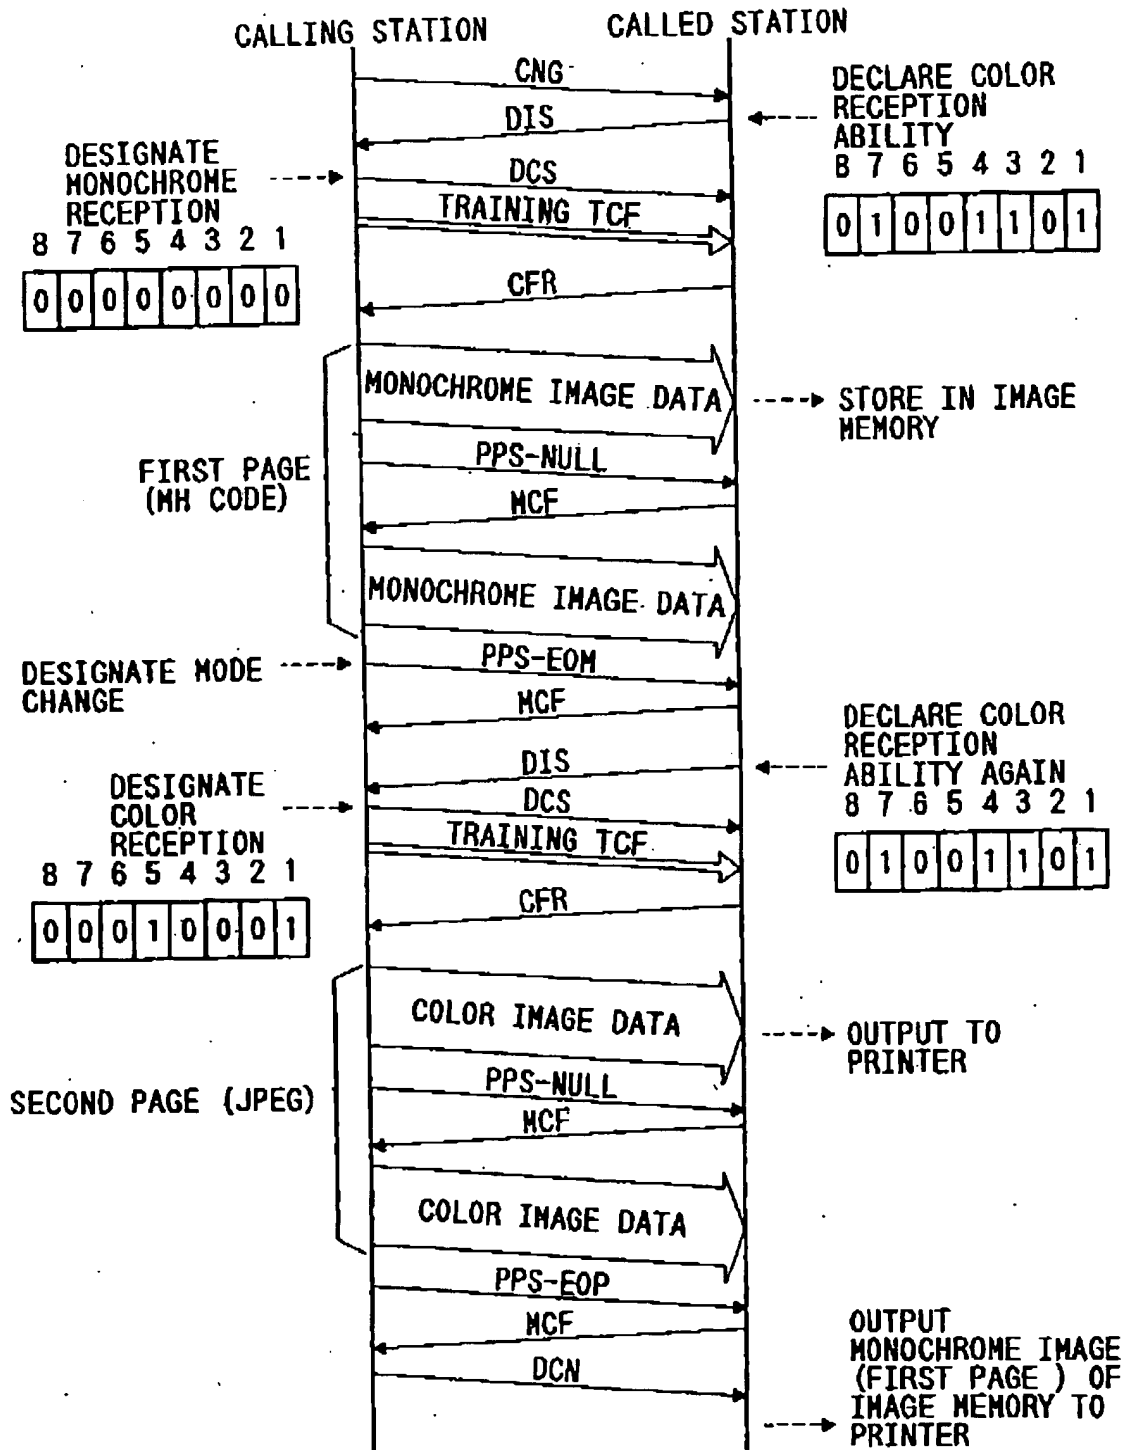 CALLING STATION
CALLED STATION
CNG
DECLARE COLOR
RECEPTION
ABILITY
8 7 6 5 4 3 2 1
0 1 0 0 1 1 0 1
DIS
DESIGNATE
MONOCHROME
RECEPTION
8 7 6 5 4 3 2 1
0 0 0 0 0 0 0 0
DCS
TRAINING TCF
CFR
MONOCHROME IMAGE DATA
STORE IN IMAGE
MEMORY
PPS-NULL
FIRST PAGE
(MH CODE)
MCF
MONOCHROME IMAGE DATA
DESIGNATE MODE
CHANGE
PPS-EOM
MCF
DECLARE COLOR
RECEPTION
ABILITY AGAIN
8 7 6 5 4 3 2 1
0 1 0 0 1 1 0 1
DIS
DESIGNATE
COLOR
RECEPTION
8 7 6 5 4 3 2 1
0 0 0 1 0 0 0 1
DCS
TRAINING TCF
CFR
COLOR IMAGE DATA
OUTPUT TO
PRINTER
PPS-NULL
SECOND PAGE (JPEG)
MCF
COLOR IMAGE DATA
PPS-EOP
MCF
DCN
OUTPUT
MONOCHROME IMAGE
(FIRST PAGE ) OF
IMAGE MEMORY TO
PRINTER